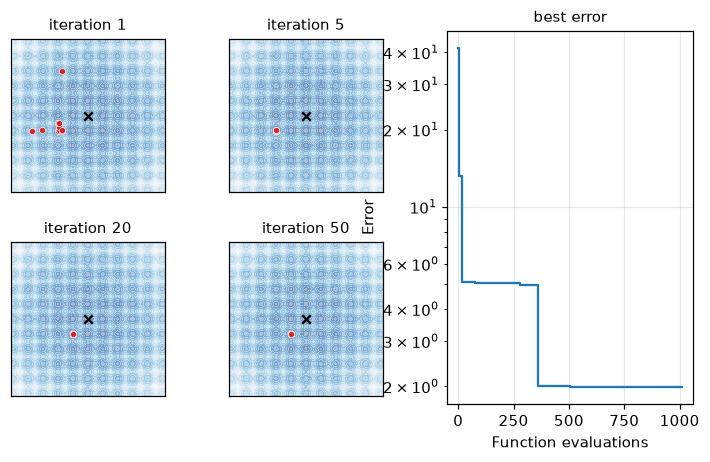 iteration 1
iteration 5
iteration 20
iteration 50
best error
Error
4 × 10¹
3 × 10¹
2 × 10¹
10¹
6 × 10⁰
4 × 10⁰
3 × 10⁰
2 × 10⁰
0 250 500 750 1000
Function evaluations